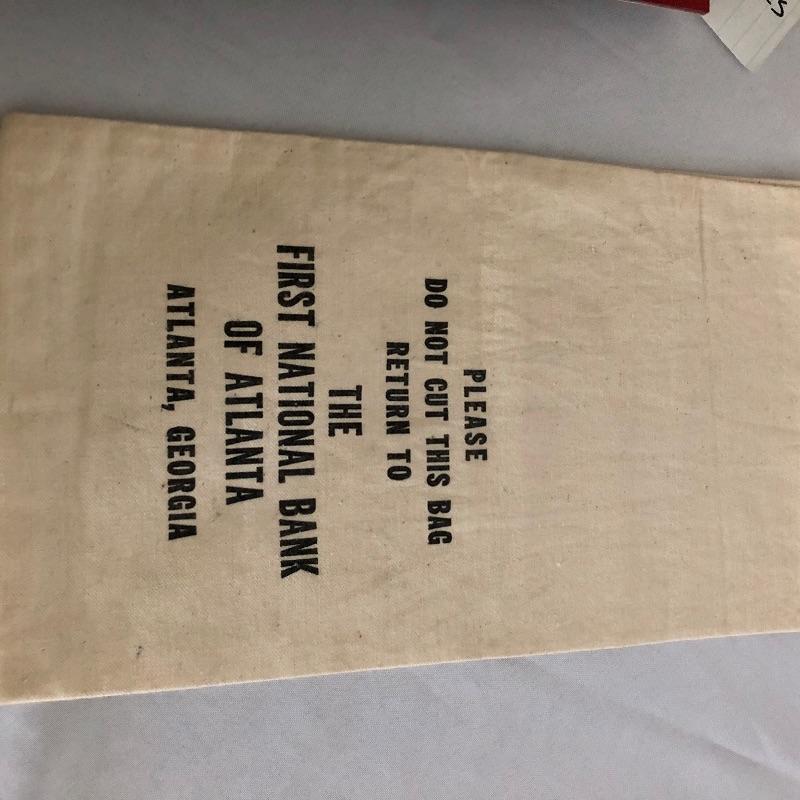 PLEASE
DO NOT CUT THIS BAG
RETURN TO
THE
FIRST NATIONAL BANK
OF ATLANTA
ATLANTA, GEORGIA